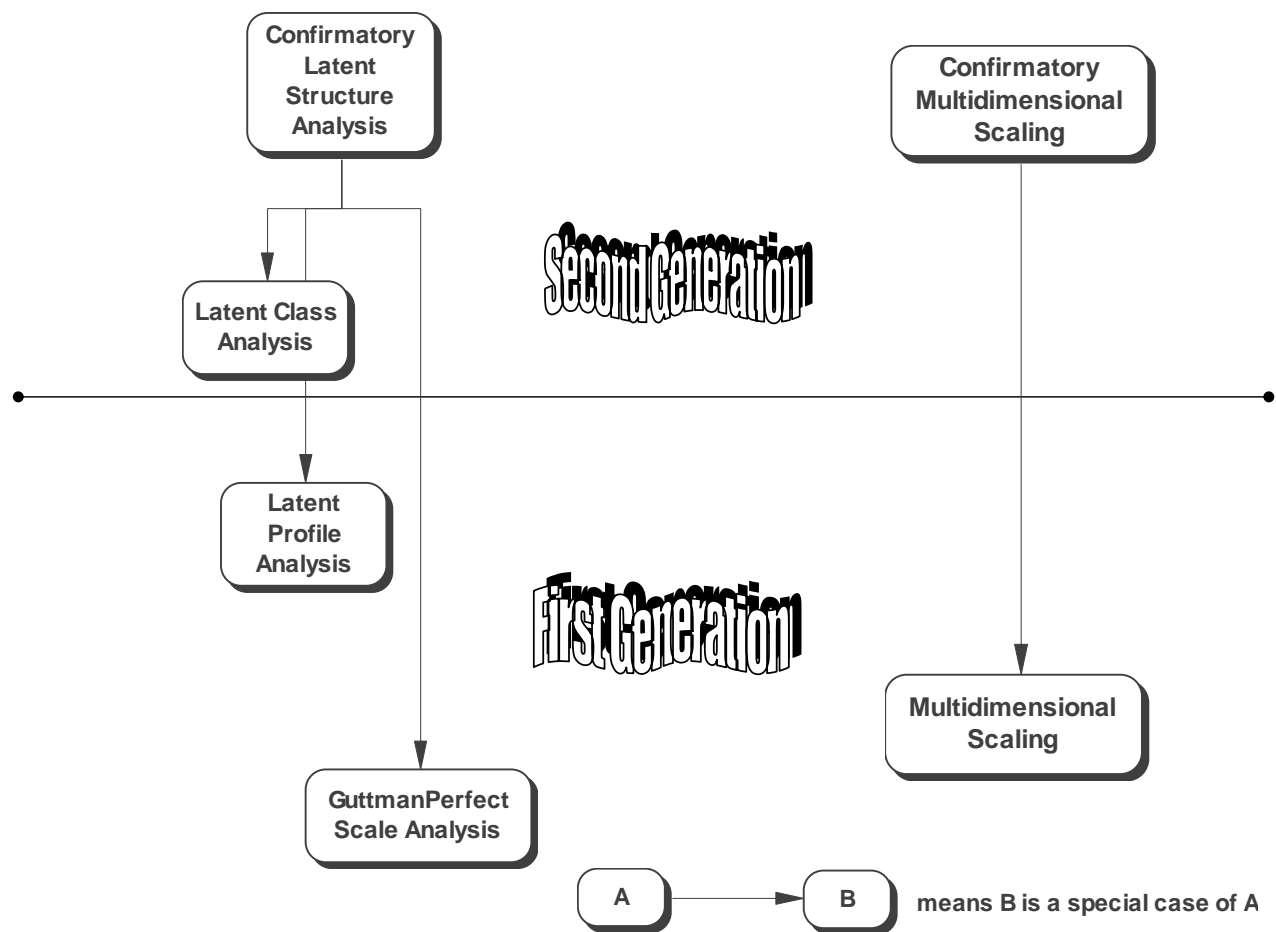 Confirmatory
Latent
Structure
Analysis
Confirmatory
Multidimensional
Scaling
Second Generation
Latent Class
Analysis
Latent
Profile
Analysis
First Generation
Multidimensional
Scaling
GuttmanPerfect
Scale Analysis
A
B
means B is a special case of A